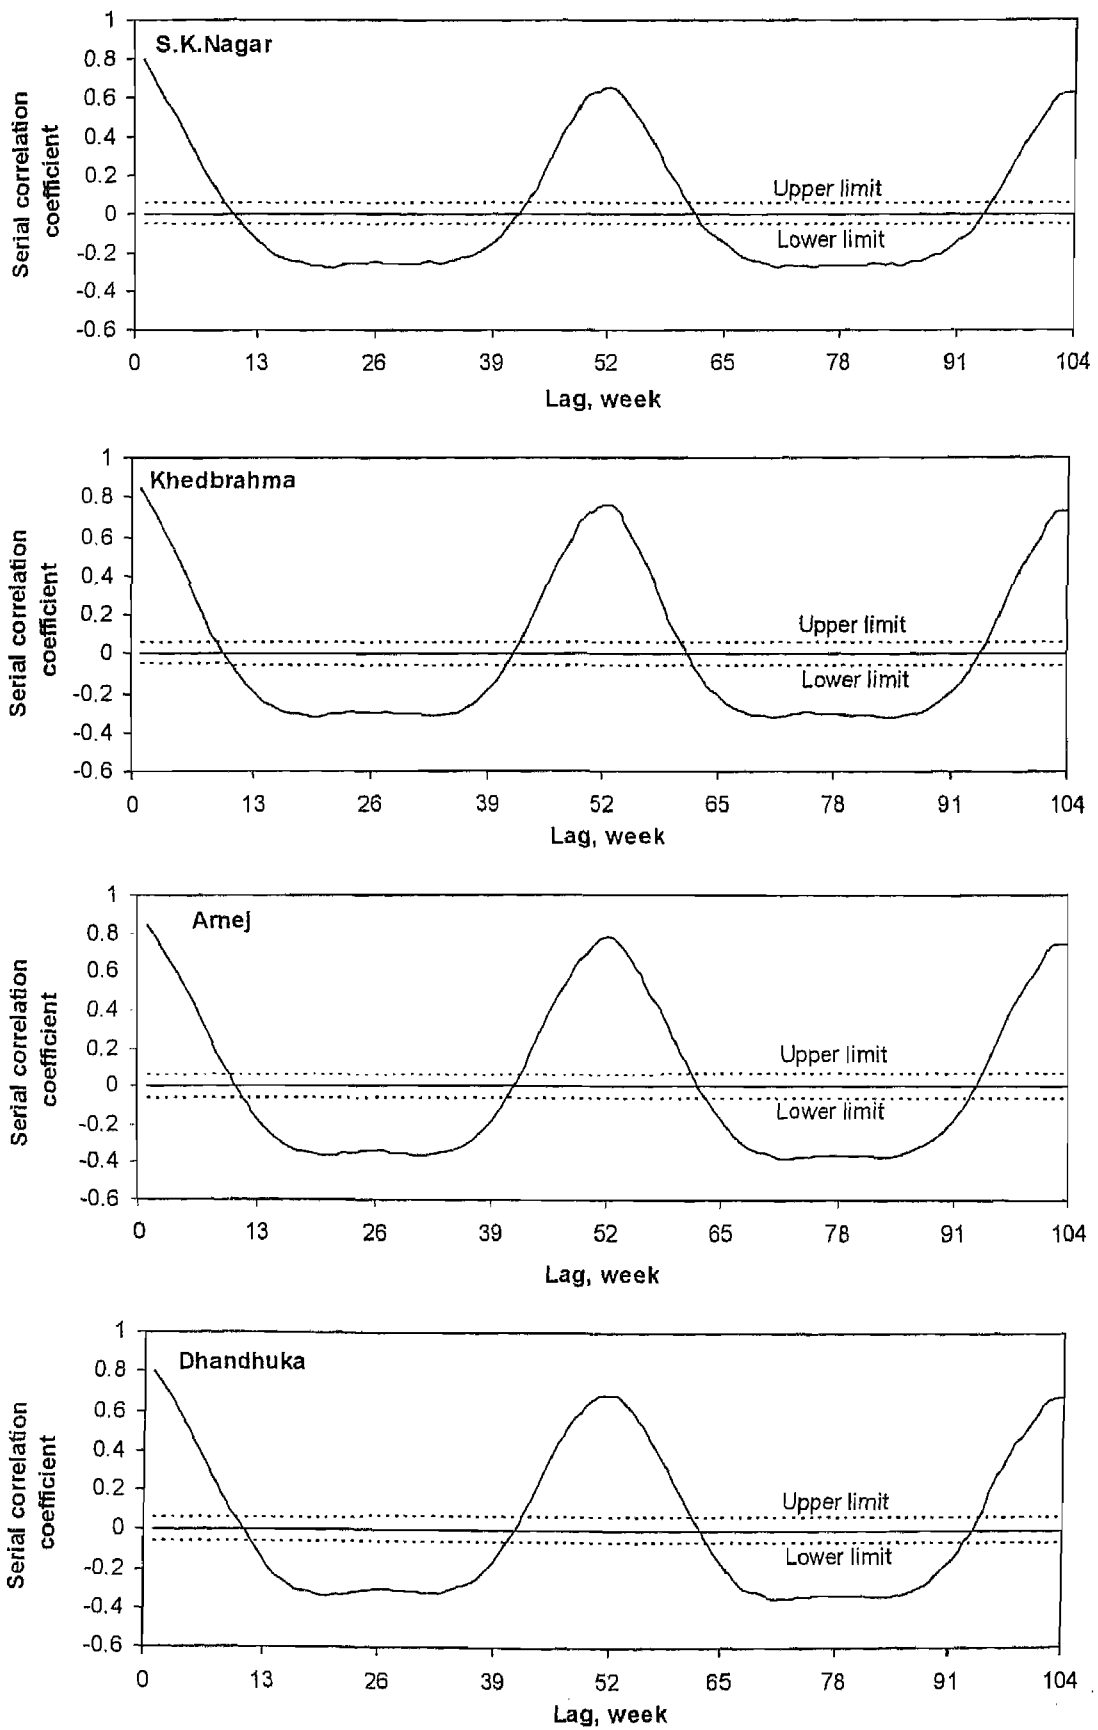 1
S.K.Nagar
0.8
0.6
0.4
0.2
Upper limit
0
Lower limit
-0.2
-0.4
-0.6
Serial correlation
coefficient
0 13 26 39 52 65 78 91 104
Lag, week
1
Khedbrahma
0.8
0.6
0.4
0.2
Upper limit
0
Lower limit
-0.2
-0.4
-0.6
Serial correlation
coefficient
0 13 26 39 52 65 78 91 104
Lag, week
1
Arnej
0.8
0.6
0.4
0.2
Upper limit
0
Lower limit
-0.2
-0.4
-0.6
Serial correlation
coefficient
0 13 26 39 52 65 78 91 104
Lag, week
1
Dhandhuka
0.8
0.6
0.4
0.2
Upper limit
0
Lower limit
-0.2
-0.4
-0.6
Serial correlation
coefficient
0 13 26 39 52 65 78 91 104
Lag, week